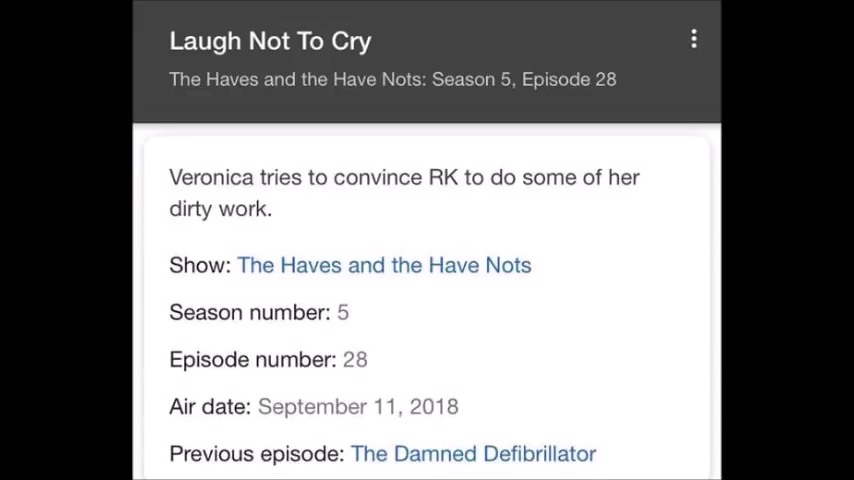 Laugh Not To Cry
The Haves and the Have Nots: Season 5, Episode 28
Veronica tries to convince RK to do some of her
dirty work.
Show: The Haves and the Have Nots
Season number: 5
Episode number: 28
Air date: September 11, 2018
Previous episode: The Damned Defibrillator